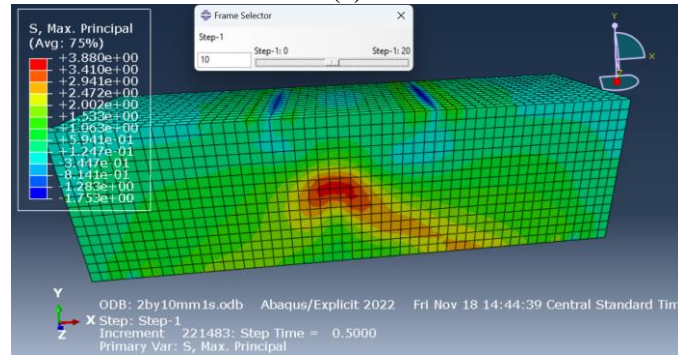 Frame Selector
Step-1
10
Step-1: 0
Step-1: 20
S, Max. Principal
(Avg: 75%)
+3.880e+00
+3.410e+00
+2.941e+00
+2.472e+00
+2.002e+00
+1.533e+00
+1.063e+00
+5.941e-01
+1.247e-01
-3.447e-01
-8.141e-01
-1.283e+00
-1.753e+00
Y
X
Y
X
Z
ODB: 2by10mm1s.odb Abaqus/Explicit 2022 Fri Nov 18 14:44:39 Central Standard Tim
Step: Step-1
Increment 221483: Step Time = 0.5000
Primary Var: S, Max. Principal